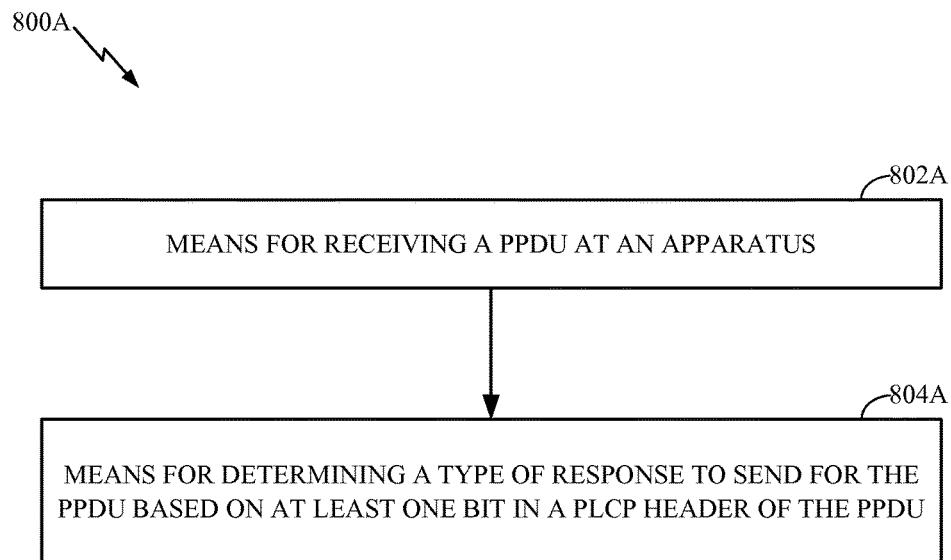 800A
802A
MEANS FOR RECEIVING A PPDU AT AN APPARATUS
804A
MEANS FOR DETERMINING A TYPE OF RESPONSE TO SEND FOR THE
PPDU BASED ON AT LEAST ONE BIT IN A PLCP HEADER OF THE PPDU